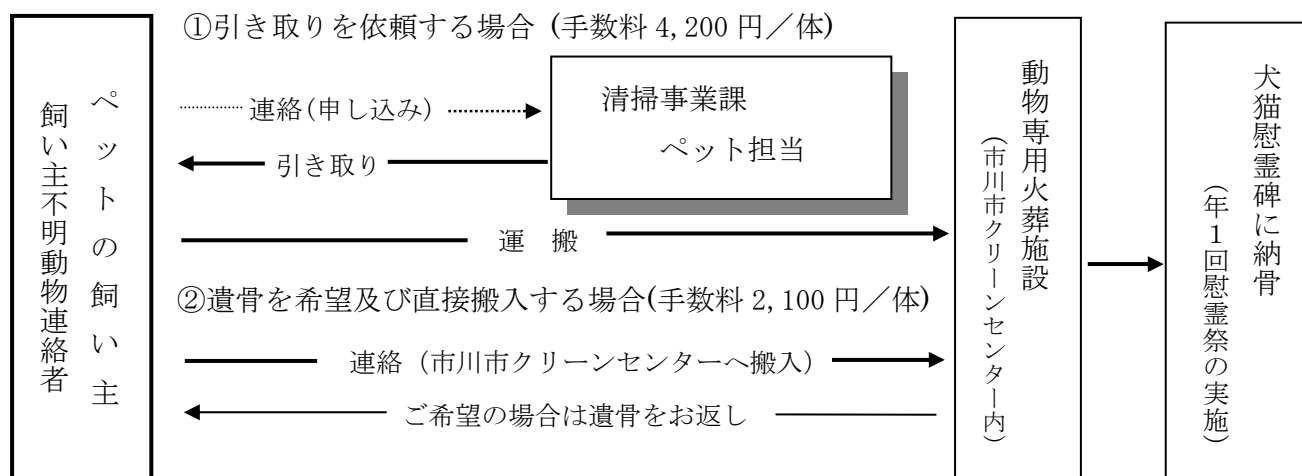 ペットの飼い主
飼い主不明動物連絡者
①引き取りを依頼する場合 (手数料 4,200 円／体)
連絡(申し込み)
引き取り
清掃事業課
ペット担当
運 搬
②遺骨を希望及び直接搬入する場合(手数料 2,100 円／体)
連絡 (市川市クリーンセンターへ搬入)
ご希望の場合は遺骨をお返し
動物専用火葬施設
(市川市クリーンセンター内)
犬猫慰霊碑に納骨
(年1回慰霊祭の実施)